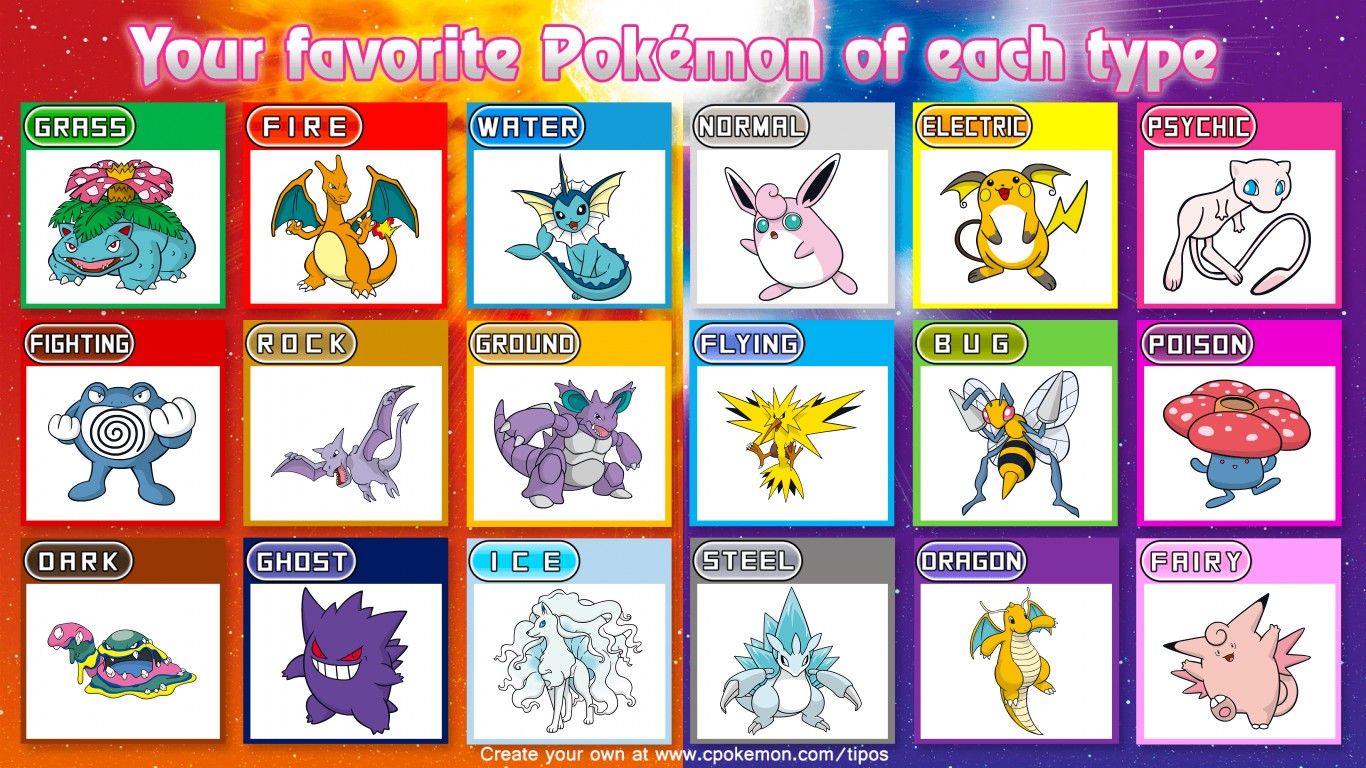 Your favorite Pokémon of each type
GRASS
FIRE
WATER
NORMAL
ELECTRIC
PSYCHIC
FIGHTING
ROCK
GROUND
FLYING
BUG
POISON
DARK
GHOST
ICE
STEEL
DRAGON
FAIRY
Create your own at www.cpokemon.com/tipos